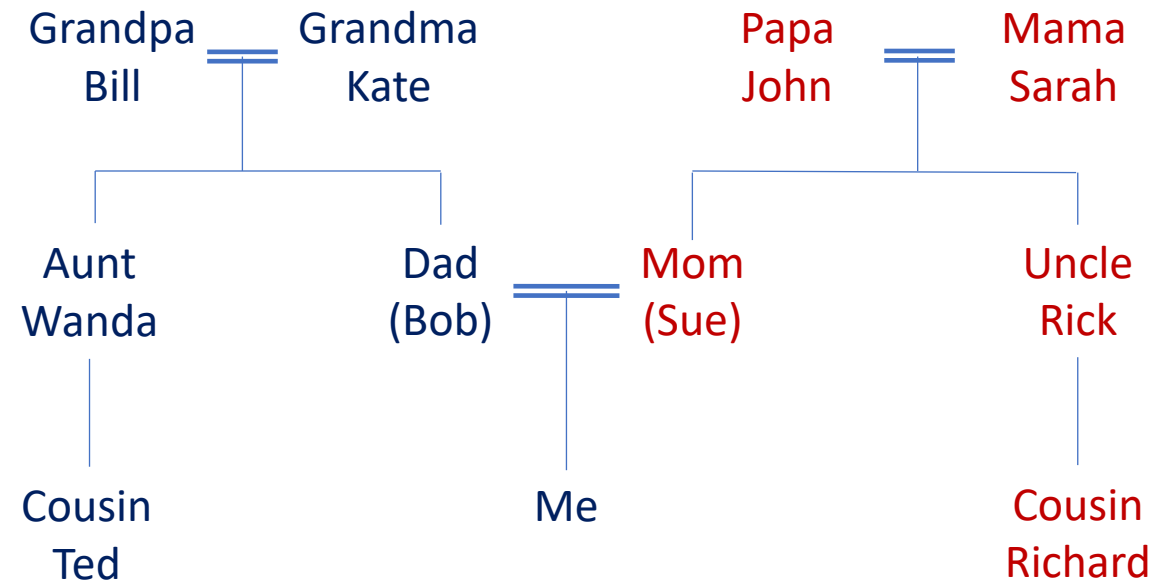 Grandpa
Bill
Grandma
Kate
Papa
John
Mama
Sarah
Aunt
Wanda
Dad
(Bob)
Mom
(Sue)
Uncle
Rick
Cousin
Ted
Me
Cousin
Richard